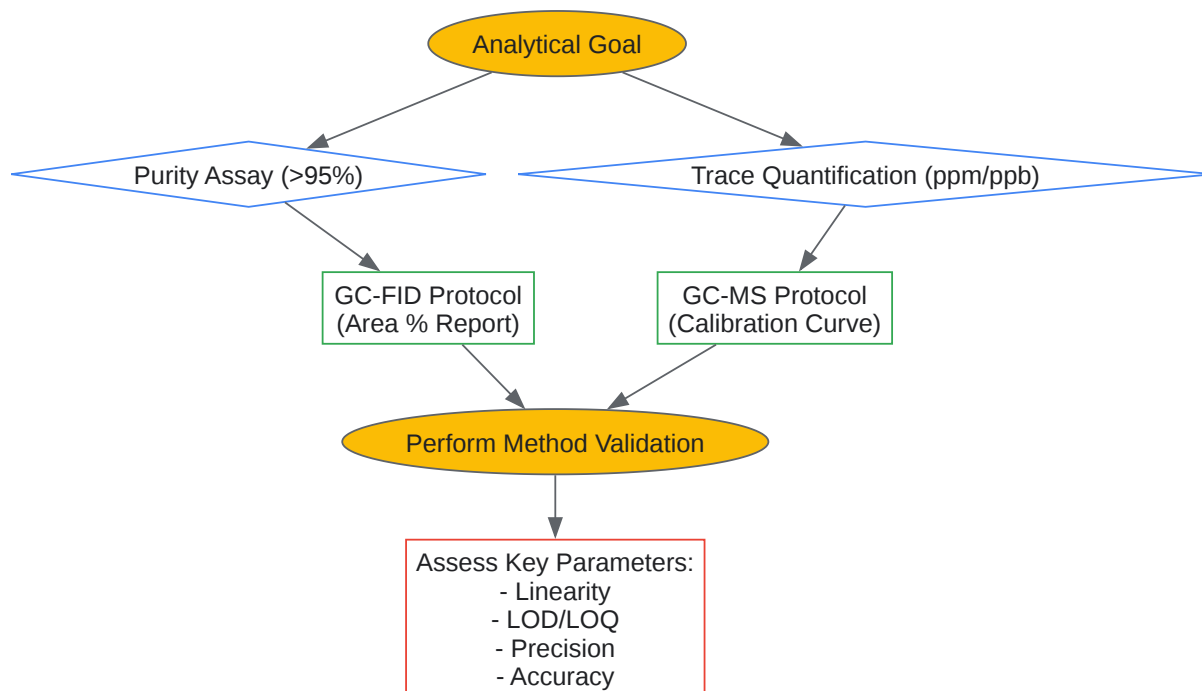 Analytical Goal
Purity Assay (>95%)
Trace Quantification (ppm/ppb)
GC-FID Protocol
(Area % Report)
GC-MS Protocol
(Calibration Curve)
Perform Method Validation
Assess Key Parameters:
- Linearity
- LOD/LOQ
- Precision
- Accuracy